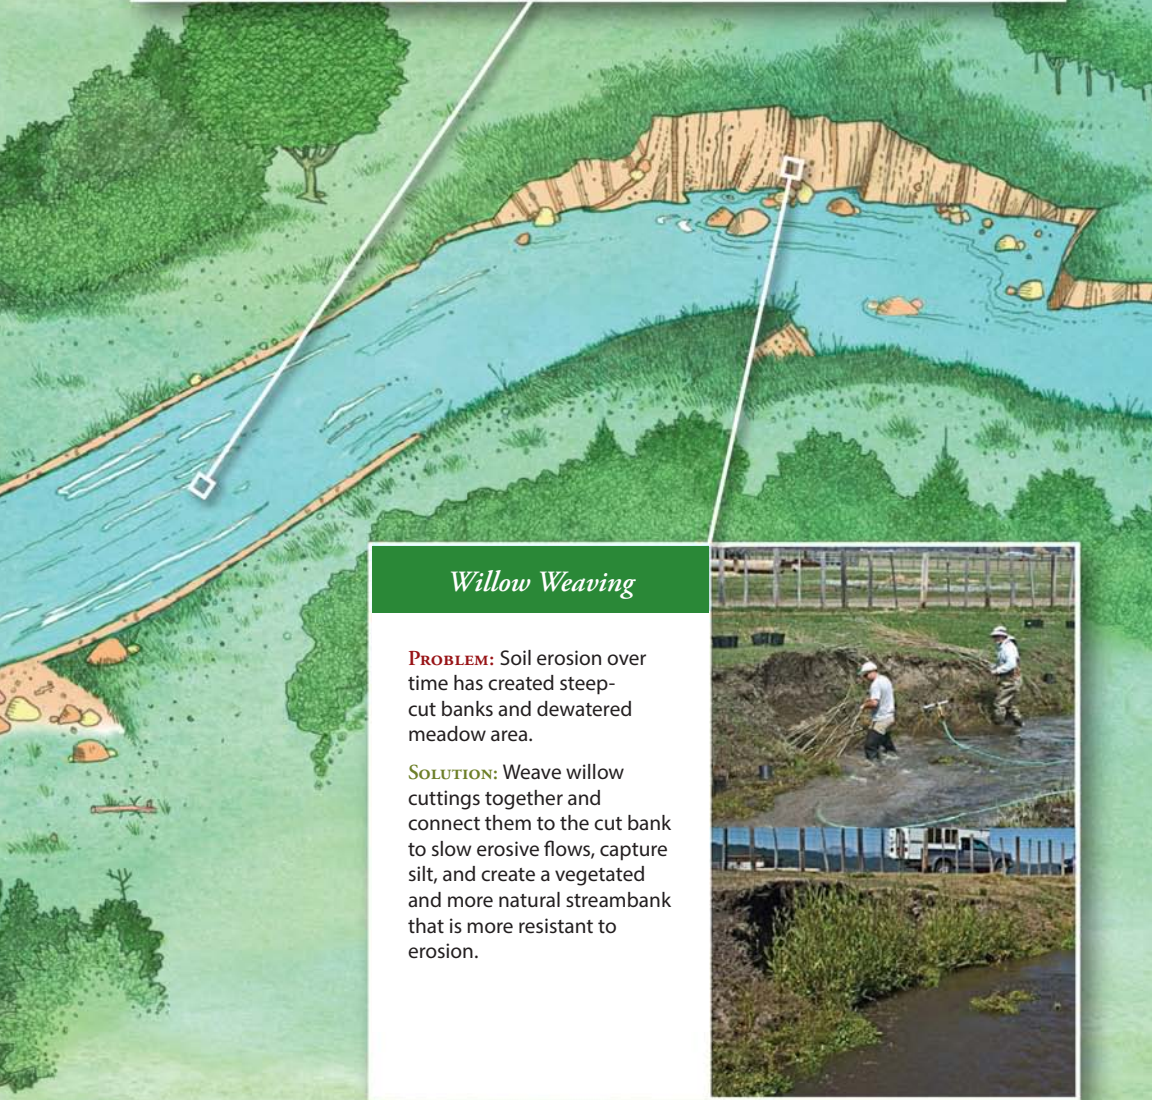 Willow Weaving
PROBLEM: Soil erosion over
time has created steep-
cut banks and dewatered
meadow area.
SOLUTION: Weave willow
cuttings together and
connect them to the cut bank
to slow erosive flows, capture
silt, and create a vegetated
and more natural streambank
that is more resistant to
erosion.